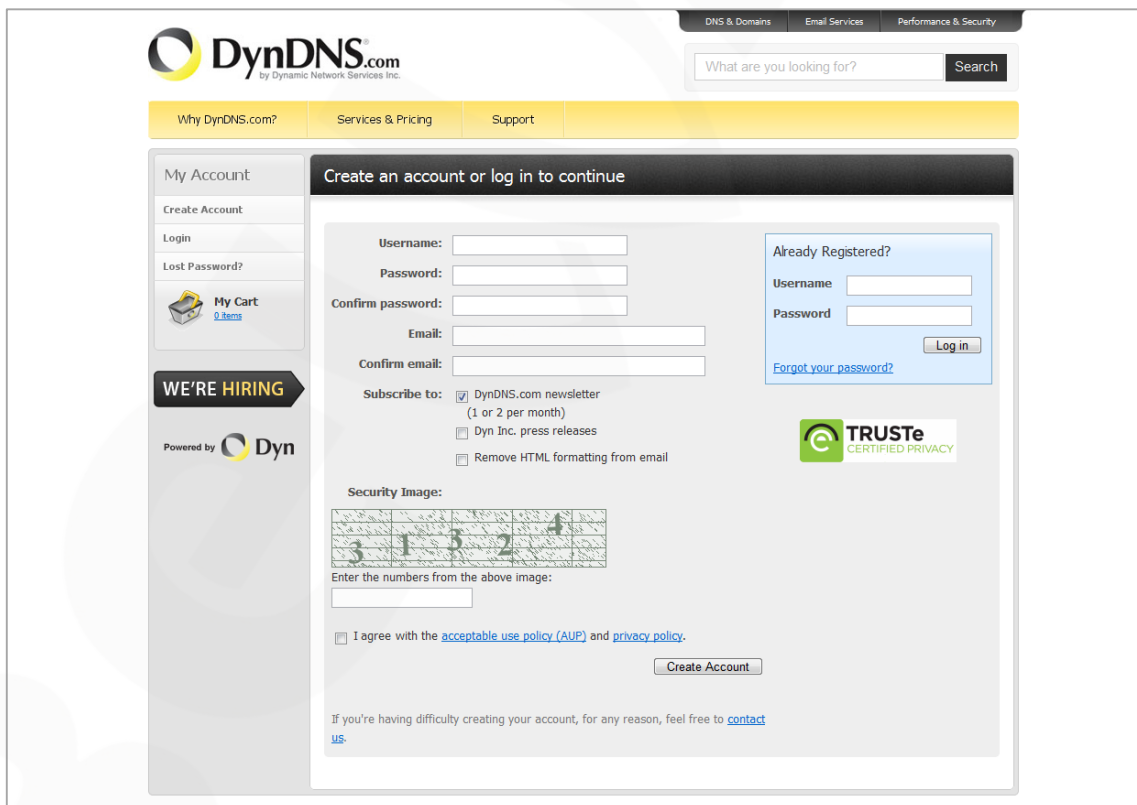 DNS & Domains
Email Services
Performance & Security
DynDNS.com
by Dynamic Network Services Inc.
What are you looking for?
Search
Why DynDNS.com?
Services & Pricing
Support
My Account
Create Account
Login
Lost Password?
My Cart
0 items
WE'RE HIRING
Powered by Dyn
Create an account or log in to continue
Username:
Password:
Confirm password:
Email:
Confirm email:
Subscribe to:
DynDNS.com newsletter
(1 or 2 per month)
Dyn Inc. press releases
Remove HTML formatting from email
Security Image:
3 1 3 2 4
Enter the numbers from the above image:
I agree with the acceptable use policy (AUP) and privacy policy.
Create Account
If you're having difficulty creating your account, for any reason, feel free to contact
us.
Already Registered?
Username
Password
Log in
Forgot your password?
TRUSTe
CERTIFIED PRIVACY